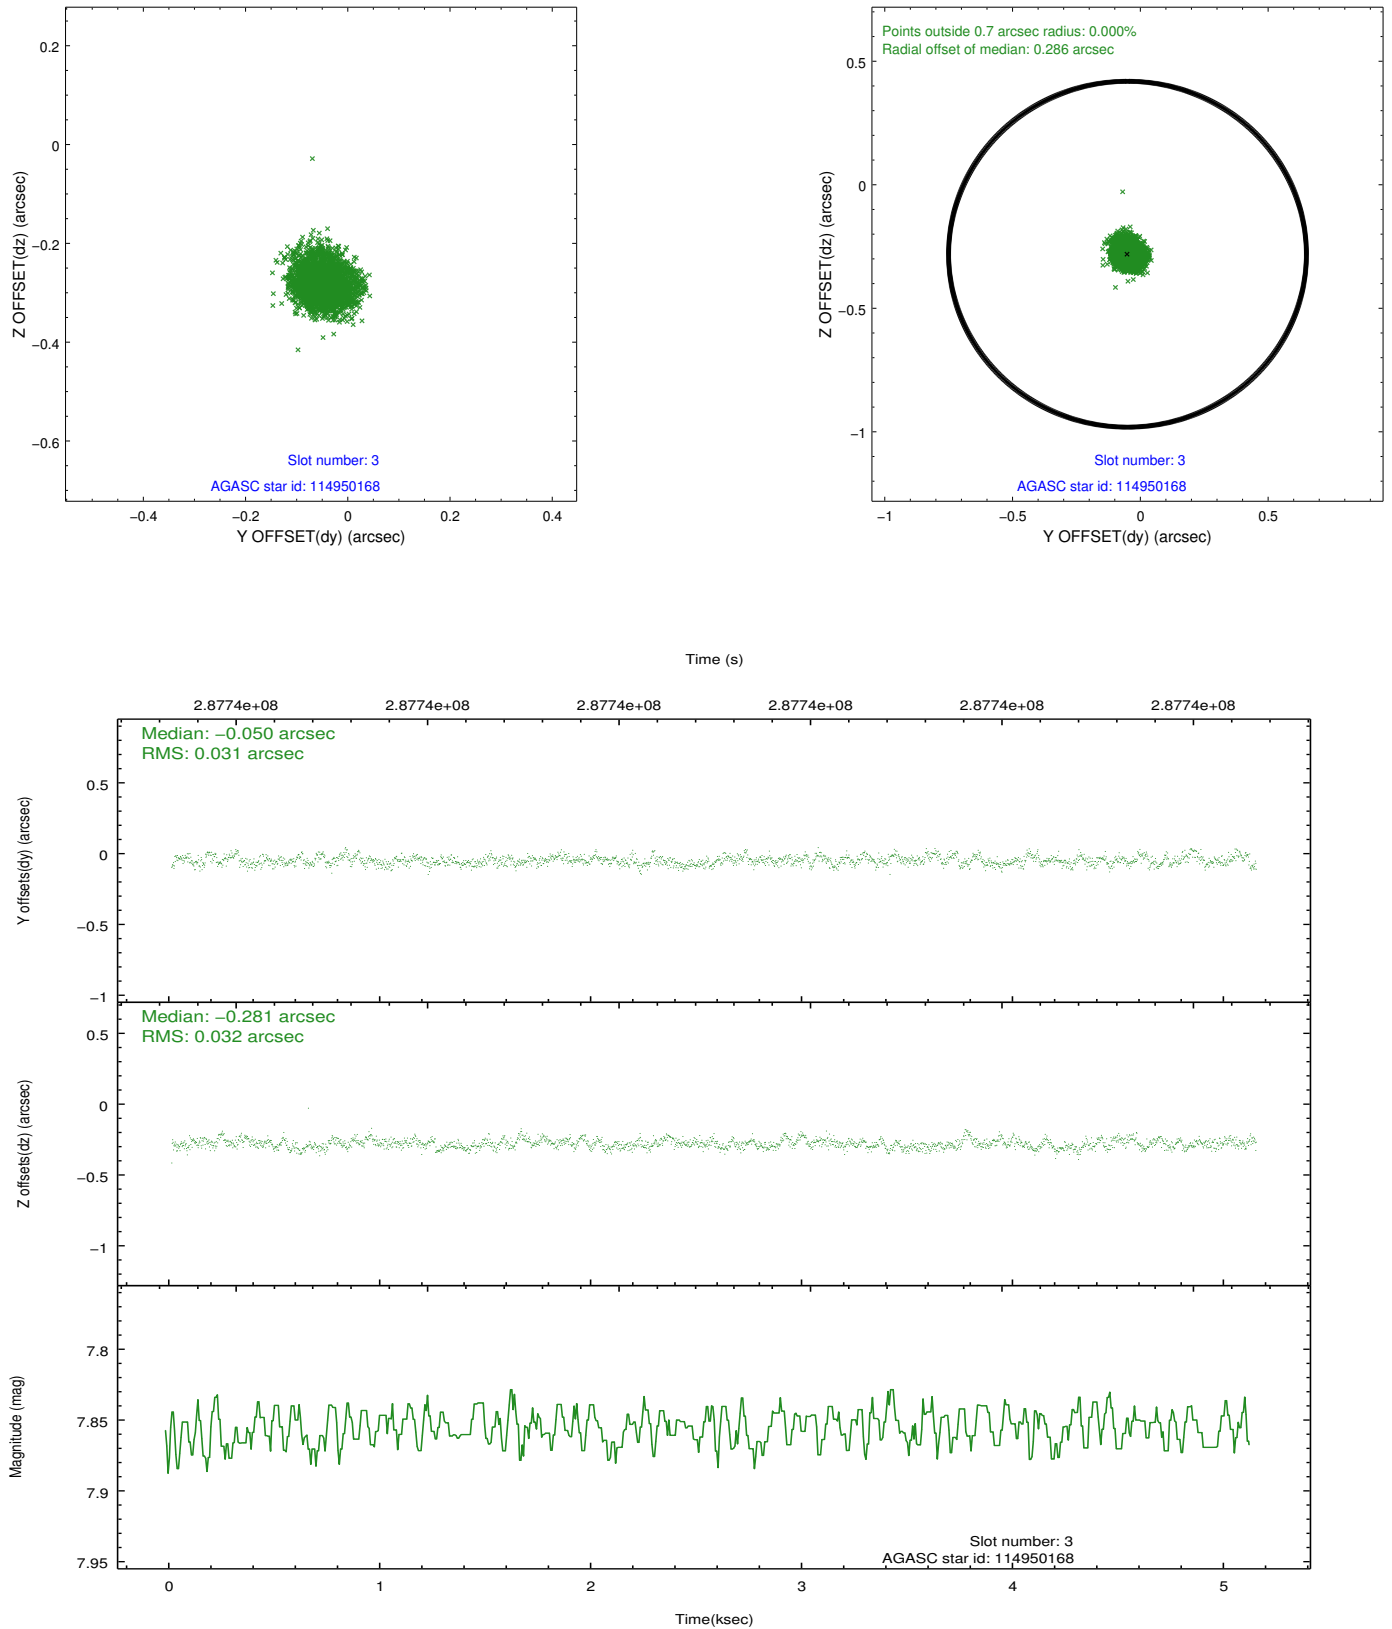 0.2
0
−0.2
−0.4
−0.6
Z OFFSET(dz) (arcsec)
Slot number: 3
AGASC star id: 114950168
−0.4 −0.2 0 0.2 0.4
Y OFFSET(dy) (arcsec)
Points outside 0.7 arcsec radius: 0.000%
Radial offset of median: 0.286 arcsec
0.5
0
−0.5
−1
Z OFFSET(dz) (arcsec)
Slot number: 3
AGASC star id: 114950168
−1 −0.5 0 0.5
Y OFFSET(dy) (arcsec)
Time (s)
2.8774e+08 2.8774e+08 2.8774e+08 2.8774e+08 2.8774e+08 2.8774e+08
Median: −0.050 arcsec
RMS: 0.031 arcsec
0.5
0
−0.5
−1
Y offsets(dy) (arcsec)
Median: −0.281 arcsec
RMS: 0.032 arcsec
0.5
0
−0.5
−1
Z offsets(dz) (arcsec)
7.8
7.85
7.9
7.95
Magnitude (mag)
Slot number: 3
AGASC star id: 114950168
0 1 2 3 4 5
Time(ksec)